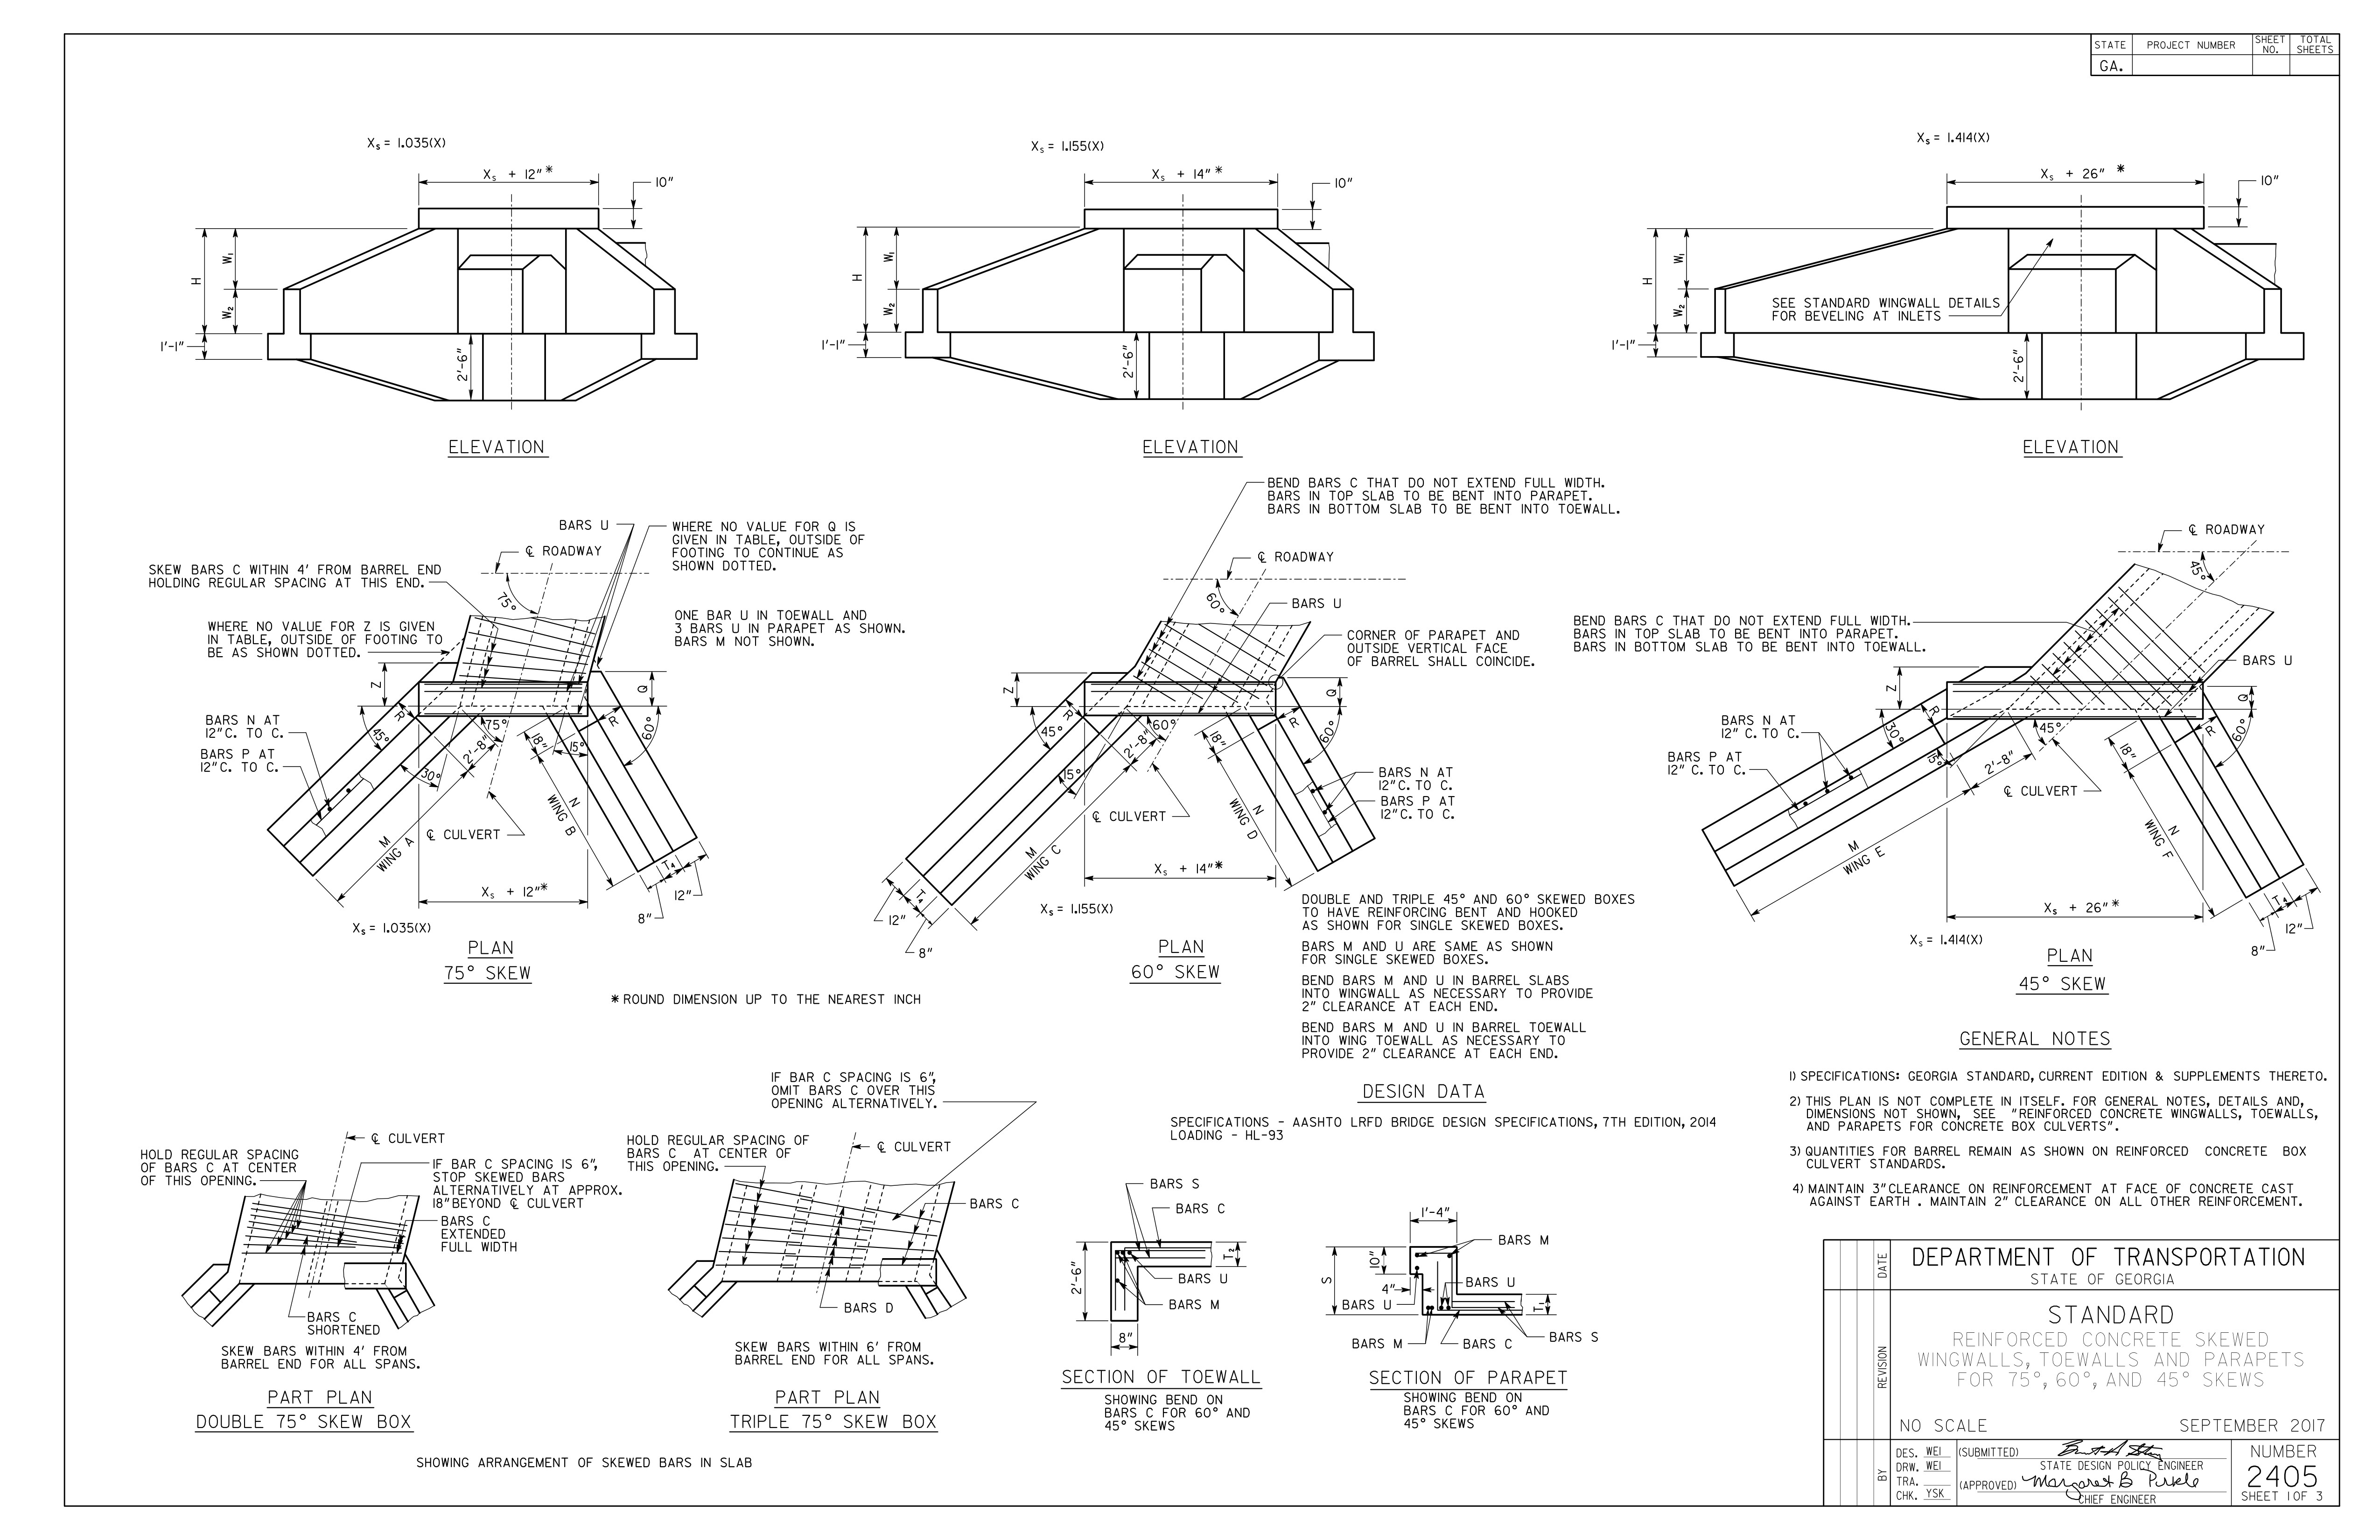 STATE PROJECT NUMBER SHEET NO. TOTAL SHEETS
GA.
Xs = 1.035(X)
Xs + 12" *
10"
H
W1
W2
1'-1"
2'-6"
ELEVATION
Xs = 1.155(X)
Xs + 14" *
10"
H
W1
W2
1'-1"
2'-6"
ELEVATION
Xs = 1.414(X)
Xs + 26" *
10"
H
W1
W2
SEE STANDARD WINGWALL DETAILS
FOR BEVELING AT INLETS
1'-1"
2'-6"
ELEVATION
BARS U
WHERE NO VALUE FOR Q IS
GIVEN IN TABLE, OUTSIDE OF
FOOTING TO CONTINUE AS
SHOWN DOTTED.
℄ ROADWAY
SKEW BARS C WITHIN 4' FROM BARREL END
HOLDING REGULAR SPACING AT THIS END.
75°
WHERE NO VALUE FOR Z IS GIVEN
IN TABLE, OUTSIDE OF FOOTING TO
BE AS SHOWN DOTTED.
ONE BAR U IN TOEWALL AND
3 BARS U IN PARAPET AS SHOWN.
BARS M NOT SHOWN.
Z
Q
R
R
45°
75°
60°
BARS N AT
12"C. TO C.
BARS P AT
12"C. TO C.
30°
2'-8"
18"
15°
M
WING A
N
WING B
℄ CULVERT
T4
12"
8"
Xs + 12"*
Xs = 1.035(X)
PLAN
75° SKEW
BEND BARS C THAT DO NOT EXTEND FULL WIDTH.
BARS IN TOP SLAB TO BE BENT INTO PARAPET.
BARS IN BOTTOM SLAB TO BE BENT INTO TOEWALL.
℄ ROADWAY
60°
BARS U
CORNER OF PARAPET AND
OUTSIDE VERTICAL FACE
OF BARREL SHALL COINCIDE.
Z
Q
R
R
45°
60°
60°
2'-8"
18"
15°
BARS N AT
12"C. TO C.
BARS P AT
12"C. TO C.
℄ CULVERT
M
WING C
N
WING D
Xs + 14"*
T4
12"
8"
Xs = 1.155(X)
PLAN
60° SKEW
DOUBLE AND TRIPLE 45° AND 60° SKEWED BOXES
TO HAVE REINFORCING BENT AND HOOKED
AS SHOWN FOR SINGLE SKEWED BOXES.
BARS M AND U ARE SAME AS SHOWN
FOR SINGLE SKEWED BOXES.
BEND BARS M AND U IN BARREL SLABS
INTO WINGWALL AS NECESSARY TO PROVIDE
2" CLEARANCE AT EACH END.
BEND BARS M AND U IN BARREL TOEWALL
INTO WING TOEWALL AS NECESSARY TO
PROVIDE 2" CLEARANCE AT EACH END.
℄ ROADWAY
45°
BEND BARS C THAT DO NOT EXTEND FULL WIDTH.
BARS IN TOP SLAB TO BE BENT INTO PARAPET.
BARS IN BOTTOM SLAB TO BE BENT INTO TOEWALL.
BARS U
Z
Q
R
R
BARS N AT
12" C. TO C.
BARS P AT
12" C. TO C.
30°
15°
45°
60°
2'-8"
18"
℄ CULVERT
M
WING E
N
WING F
Xs + 26"*
T4
12"
8"
Xs = 1.414(X)
PLAN
45° SKEW
* ROUND DIMENSION UP TO THE NEAREST INCH
℄ CULVERT
HOLD REGULAR SPACING
OF BARS C AT CENTER
OF THIS OPENING.
IF BAR C SPACING IS 6",
STOP SKEWED BARS
ALTERNATIVELY AT APPROX.
18"BEYOND ℄ CULVERT
BARS C
EXTENDED
FULL WIDTH
BARS C
SHORTENED
SKEW BARS WITHIN 4' FROM
BARREL END FOR ALL SPANS.
PART PLAN
DOUBLE 75° SKEW BOX
IF BAR C SPACING IS 6",
OMIT BARS C OVER THIS
OPENING ALTERNATIVELY.
HOLD REGULAR SPACING OF
BARS C AT CENTER OF
THIS OPENING.
℄ CULVERT
BARS C
BARS D
SKEW BARS WITHIN 6' FROM
BARREL END FOR ALL SPANS.
PART PLAN
TRIPLE 75° SKEW BOX
SHOWING ARRANGEMENT OF SKEWED BARS IN SLAB
DESIGN DATA
SPECIFICATIONS - AASHTO LRFD BRIDGE DESIGN SPECIFICATIONS, 7TH EDITION, 2014
LOADING - HL-93
BARS S
BARS C
T2
2'-6"
BARS U
BARS M
8"
SECTION OF TOEWALL
SHOWING BEND ON
BARS C FOR 60° AND
45° SKEWS
1'-4"
BARS M
10"
S
4"
BARS U
BARS U
T1
BARS M
BARS C
BARS S
SECTION OF PARAPET
SHOWING BEND ON
BARS C FOR 60° AND
45° SKEWS
GENERAL NOTES
1) SPECIFICATIONS: GEORGIA STANDARD, CURRENT EDITION & SUPPLEMENTS THERETO.
2) THIS PLAN IS NOT COMPLETE IN ITSELF. FOR GENERAL NOTES, DETAILS AND,
DIMENSIONS NOT SHOWN, SEE "REINFORCED CONCRETE WINGWALLS, TOEWALLS,
AND PARAPETS FOR CONCRETE BOX CULVERTS".
3) QUANTITIES FOR BARREL REMAIN AS SHOWN ON REINFORCED CONCRETE BOX
CULVERT STANDARDS.
4) MAINTAIN 3"CLEARANCE ON REINFORCEMENT AT FACE OF CONCRETE CAST
AGAINST EARTH . MAINTAIN 2" CLEARANCE ON ALL OTHER REINFORCEMENT.
DATE
REVISION
BY
DEPARTMENT OF TRANSPORTATION
STATE OF GEORGIA
STANDARD
REINFORCED CONCRETE SKEWED
WINGWALLS, TOEWALLS AND PARAPETS
FOR 75°, 60°, AND 45° SKEWS
NO SCALE SEPTEMBER 2017
DES. WEI
DRW. WEI
TRA.
CHK. YSK
(SUBMITTED)
STATE DESIGN POLICY ENGINEER
(APPROVED) Margaret B Pirkle
CHIEF ENGINEER
NUMBER
2405
SHEET 1 OF 3